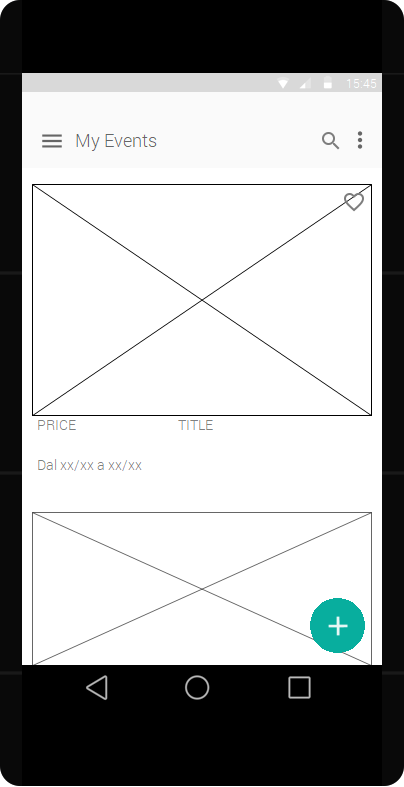 15:45
My Events
PRICE TITLE
Dal xx/xx a xx/xx